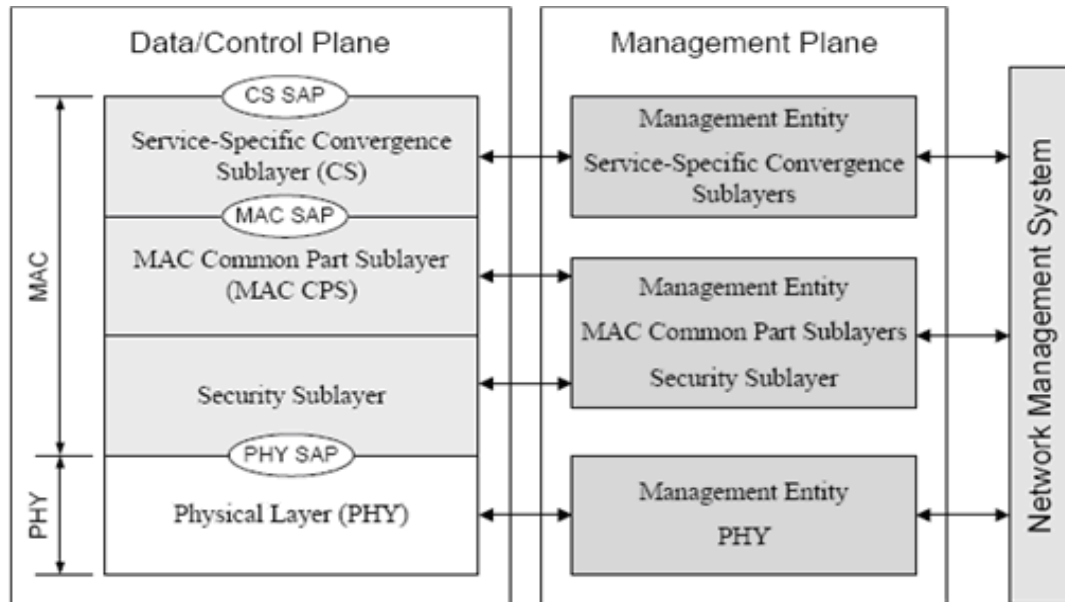 Data/Control Plane
CS SAP
Service-Specific Convergence
Sublayer (CS)
MAC SAP
MAC Common Part Sublayer
(MAC CPS)
Security Sublayer
PHY SAP
Physical Layer (PHY)
MAC
PHY
Management Plane
Management Entity
Service-Specific Convergence
Sublayers
Management Entity
MAC Common Part Sublayers
Security Sublayer
Management Entity
PHY
Network Management System